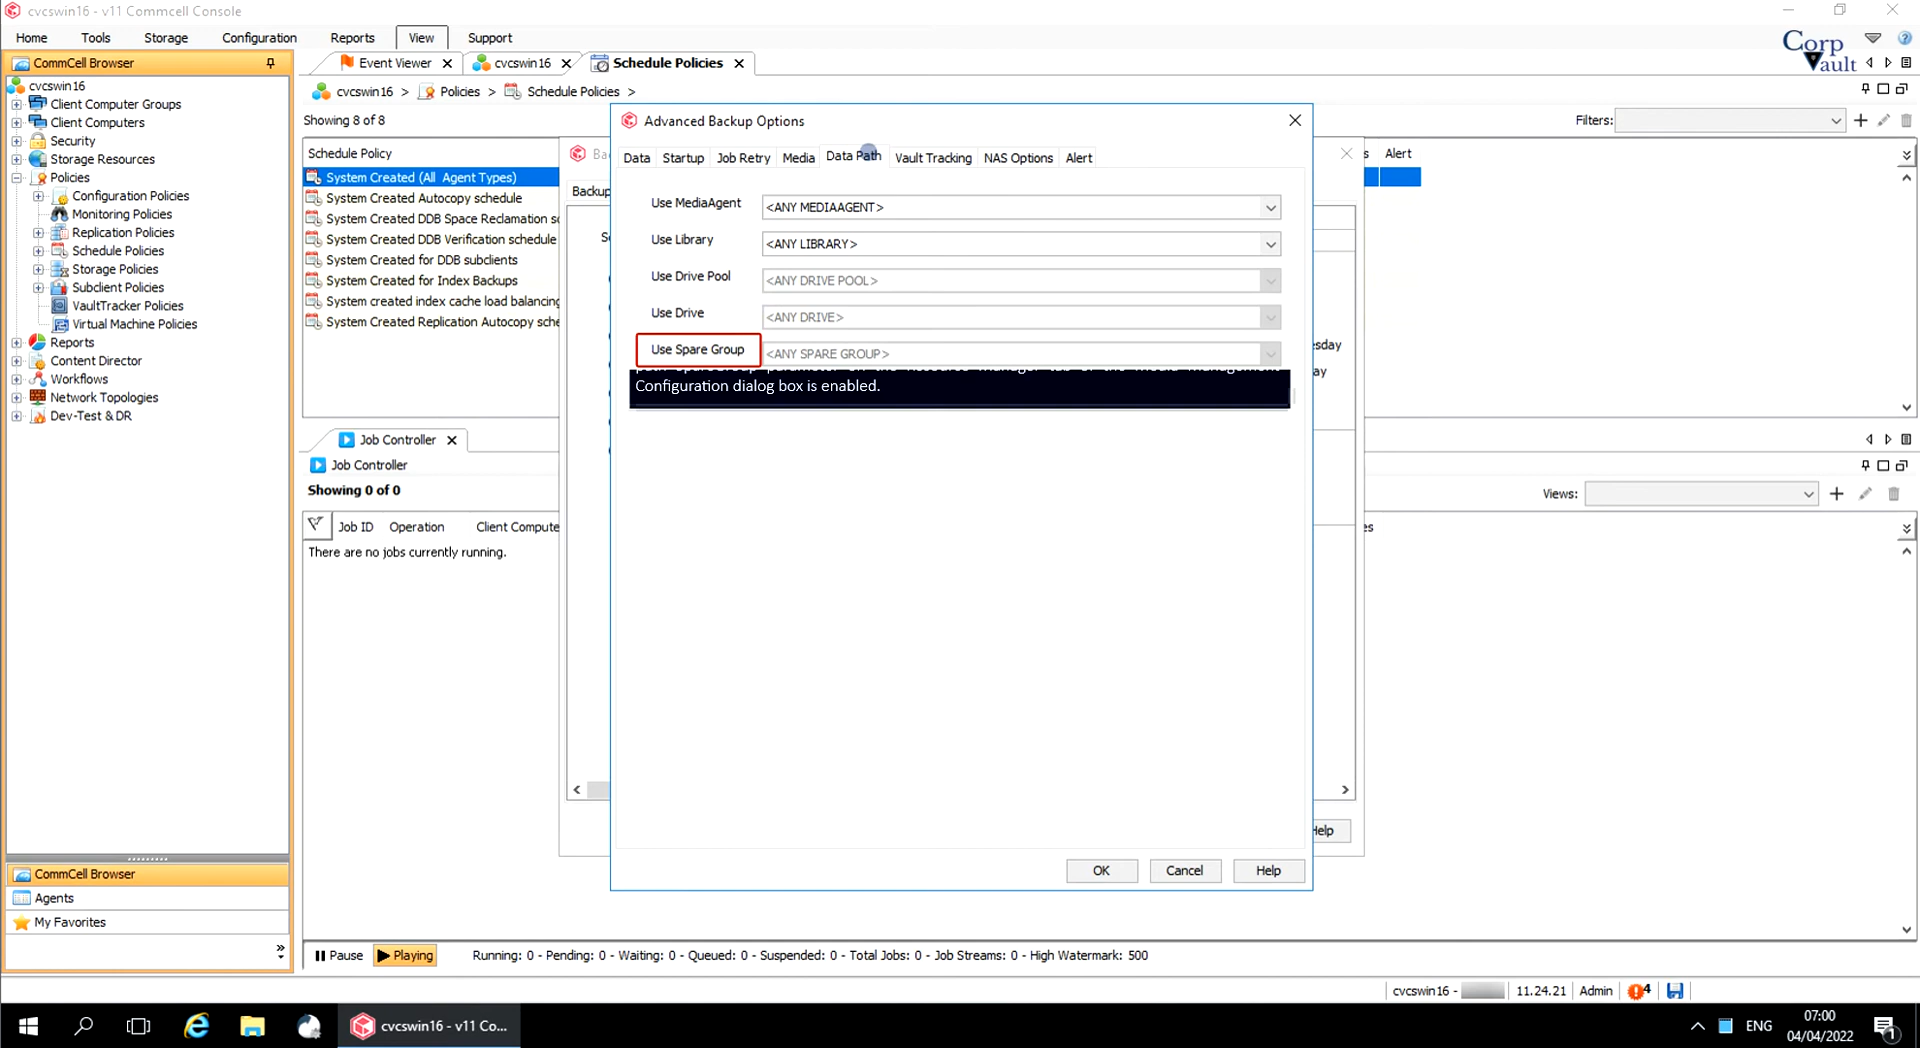 cvcswin16 - v11 Commcell Console
Home Tools Storage Configuration Reports View Support
Corp Vault
CommCell Browser
Event Viewer
cvcswin16
Schedule Policies
cvcswin16 > Policies > Schedule Policies >
Showing 8 of 8
Filters:
cvcswin16
Client Computer Groups
Client Computers
Security
Storage Resources
Policies
Configuration Policies
Monitoring Policies
Replication Policies
Schedule Policies
Storage Policies
Subclient Policies
VaultTracker Policies
Virtual Machine Policies
Reports
Content Director
Workflows
Network Topologies
Dev-Test & DR
Schedule Policy
Alert
System Created (All Agent Types)
System Created Autocopy schedule
System Created DDB Space Reclamation sc
System Created DDB Verification schedule
System Created for DDB subclients
System Created for Index Backups
System created index cache load balancing
System Created Replication Autocopy sche
Ba
Backup
Advanced Backup Options
Data Startup Job Retry Media Data Path Vault Tracking NAS Options Alert
Use MediaAgent <ANY MEDIAAGENT>
Use Library <ANY LIBRARY>
Use Drive Pool <ANY DRIVE POOL>
Use Drive <ANY DRIVE>
Use Spare Group <ANY SPARE GROUP>
Configuration dialog box is enabled.
OK Cancel Help
sday
ay
elp
Job Controller
Job Controller
Showing 0 of 0
Views:
Job ID Operation Client Compute
es
There are no jobs currently running.
CommCell Browser
Agents
My Favorites
Pause Playing Running: 0 - Pending: 0 - Waiting: 0 - Queued: 0 - Suspended: 0 - Total Jobs: 0 - Job Streams: 0 - High Watermark: 500
cvcswin16 - 11.24.21 Admin 4
cvcswin16 - v11 Co...
ENG
07:00
04/04/2022
1